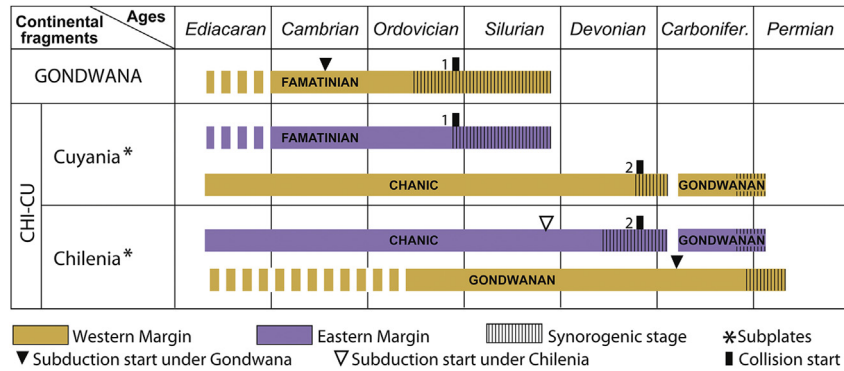 Continental fragments Ages Ediacaran Cambrian Ordovician Silurian Devonian Carbonifer. Permian
GONDWANA
1
FAMATINIAN
CHI-CU
Cuyania*
1
FAMATINIAN
2
CHANIC GONDWANAN
Chilenia*
2
CHANIC GONDWANAN
GONDWANAN
Western Margin Eastern Margin Synorogenic stage *Subplates
Subduction start under Gondwana Subduction start under Chilenia Collision start